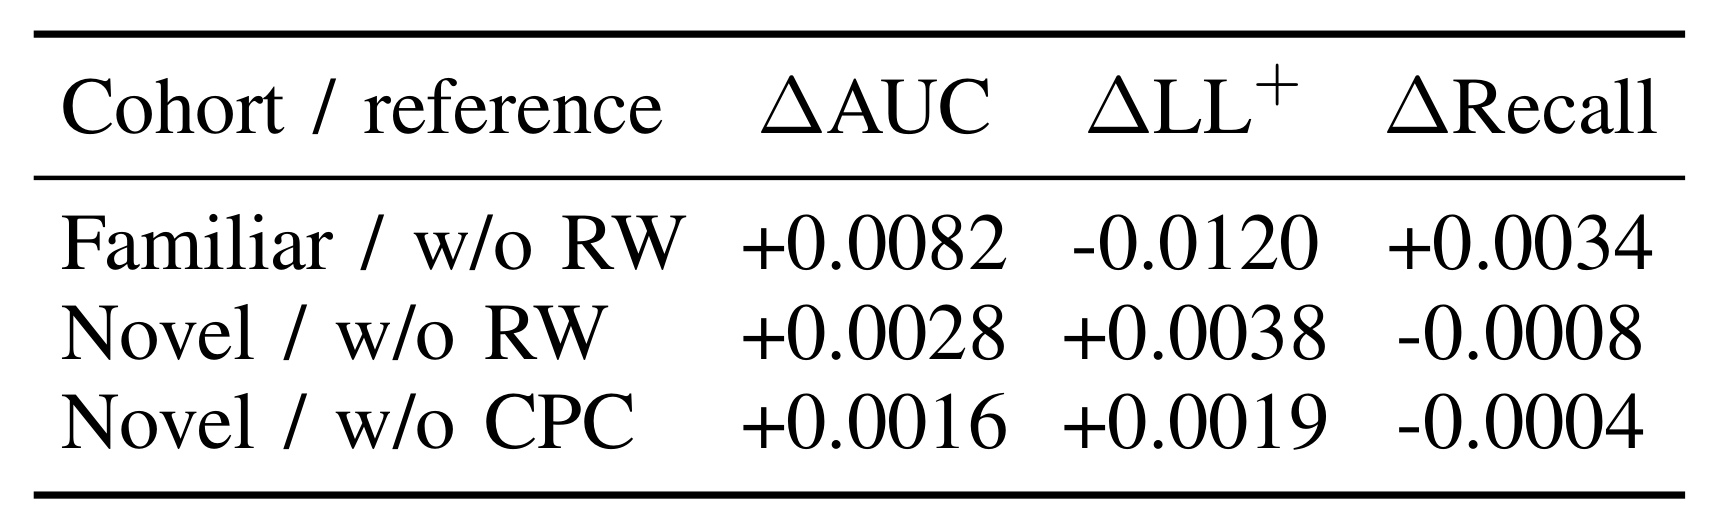 Cohort / reference ΔAUC ΔLL⁺ ΔRecall
Familiar / w/o RW +0.0082 -0.0120 +0.0034
Novel / w/o RW +0.0028 +0.0038 -0.0008
Novel / w/o CPC +0.0016 +0.0019 -0.0004